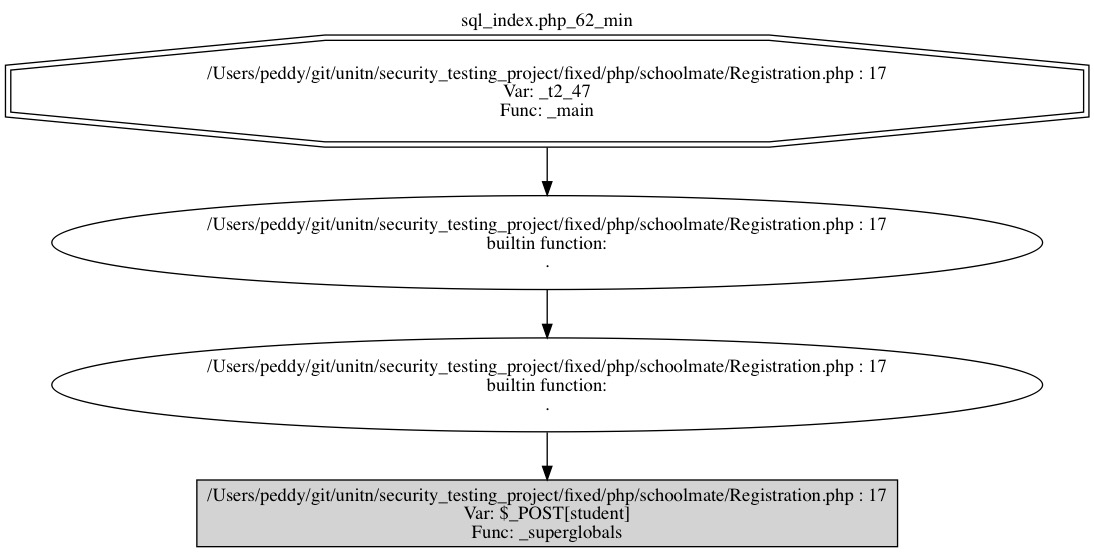 sql_index.php_62_min
/Users/peddy/git/unitn/security_testing_project/fixed/php/schoolmate/Registration.php : 17
Var: _t2_47
Func: _main
/Users/peddy/git/unitn/security_testing_project/fixed/php/schoolmate/Registration.php : 17
builtin function:
.
/Users/peddy/git/unitn/security_testing_project/fixed/php/schoolmate/Registration.php : 17
builtin function:
.
/Users/peddy/git/unitn/security_testing_project/fixed/php/schoolmate/Registration.php : 17
Var: $_POST[student]
Func: _superglobals